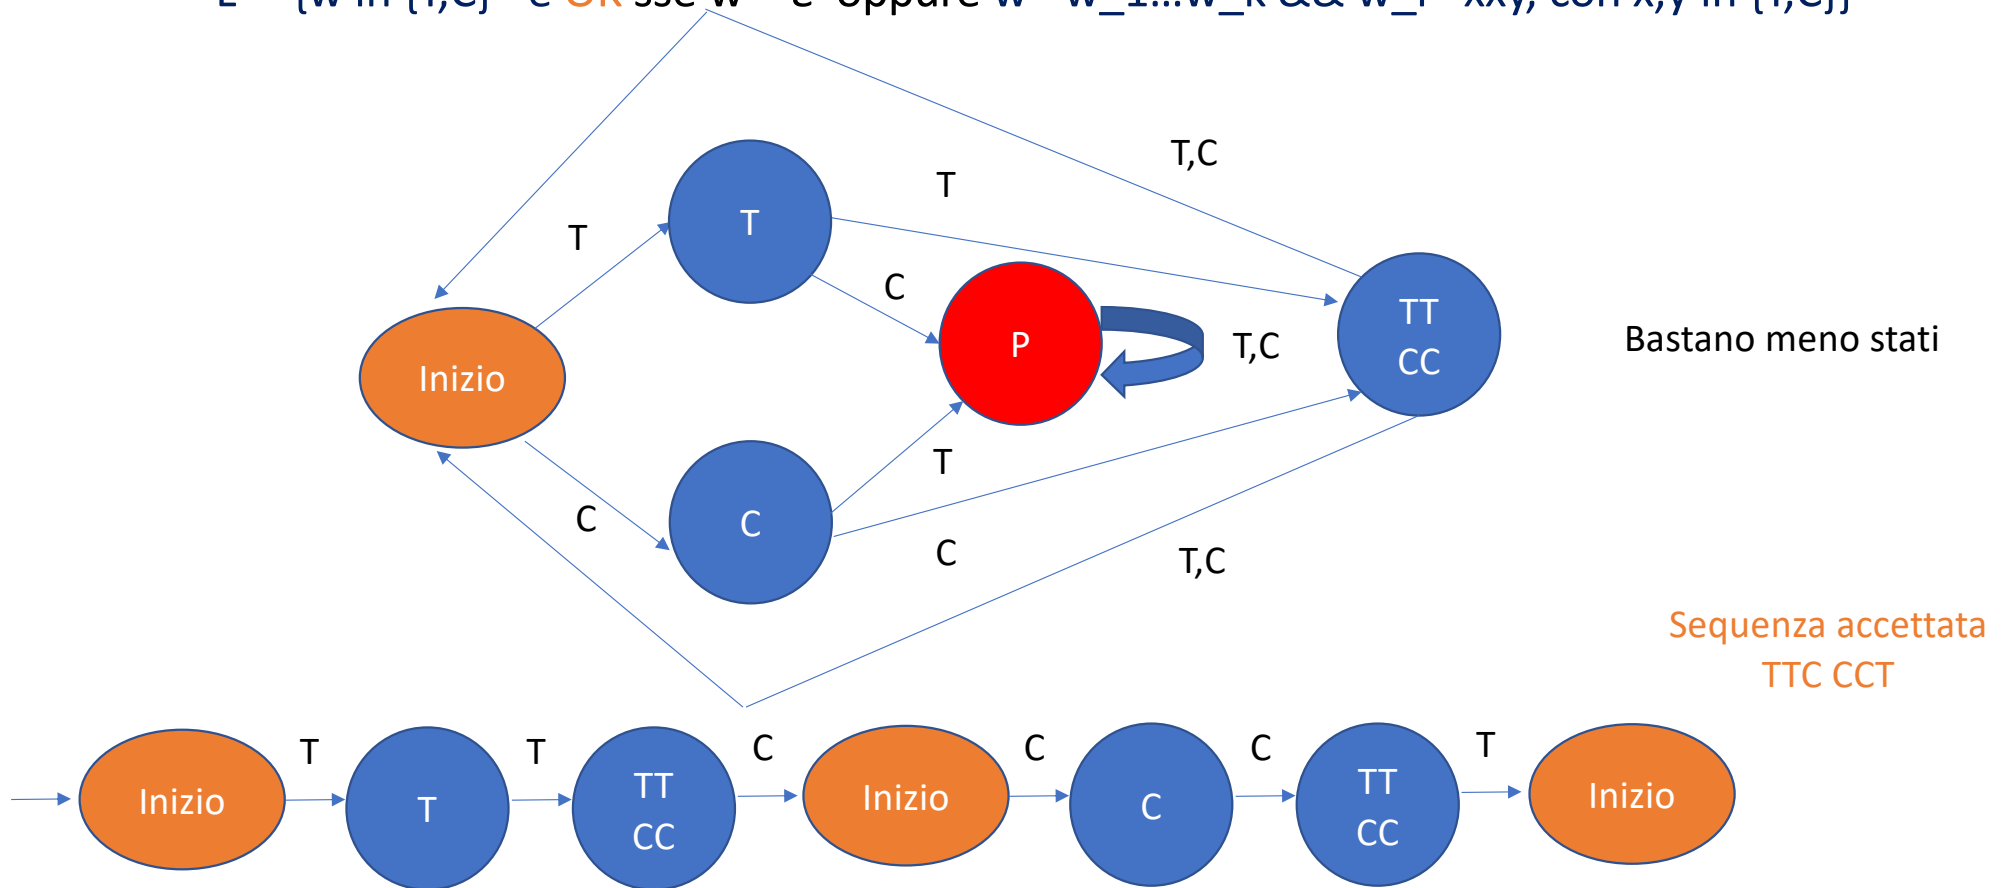 T,C
T
T
T
C
P
T,C
TT
CC
Bastano meno stati
Inizio
T
C
C
C
T,C
Sequenza accettata
TTC CCT
Inizio
T
T
T
TT
CC
C
Inizio
C
C
C
TT
CC
T
Inizio